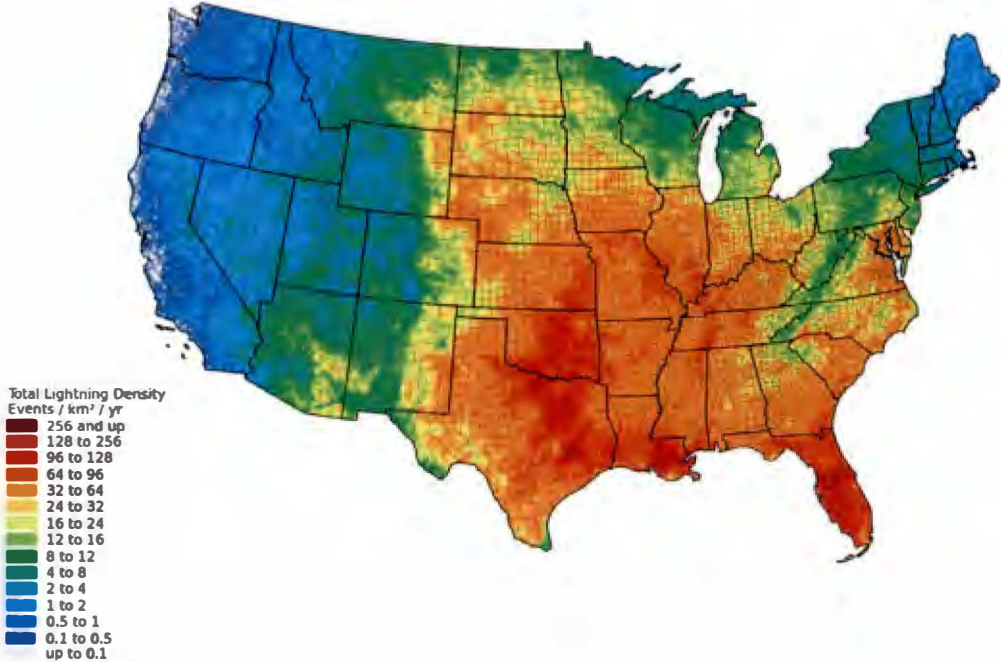 Total Lightning Density
Events / km² / yr
256 and up
128 to 256
96 to 128
64 to 96
32 to 64
24 to 32
16 to 24
12 to 16
8 to 12
4 to 8
2 to 4
1 to 2
0.5 to 1
0.1 to 0.5
up to 0.1